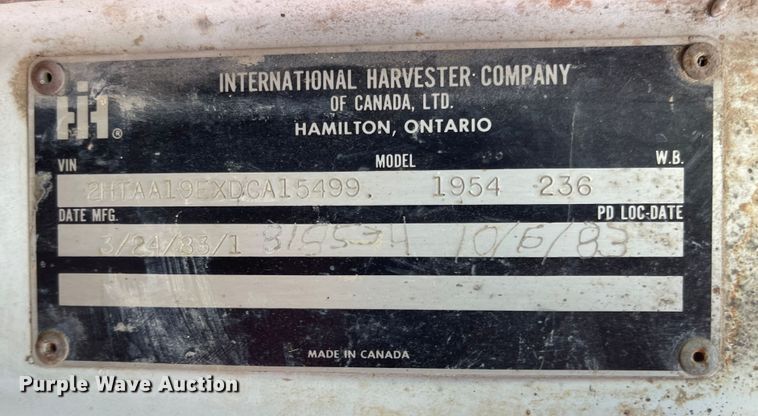 INTERNATIONAL HARVESTER COMPANY
OF CANADA, LTD.
IH ®
HAMILTON, ONTARIO
VIN MODEL W.B.
2HTAA19EXDCA15499. 1954 236
DATE MFG. PD LOC-DATE
3/24/83/1 819534 10/6/83
MADE IN CANADA
Purple Wave Auction